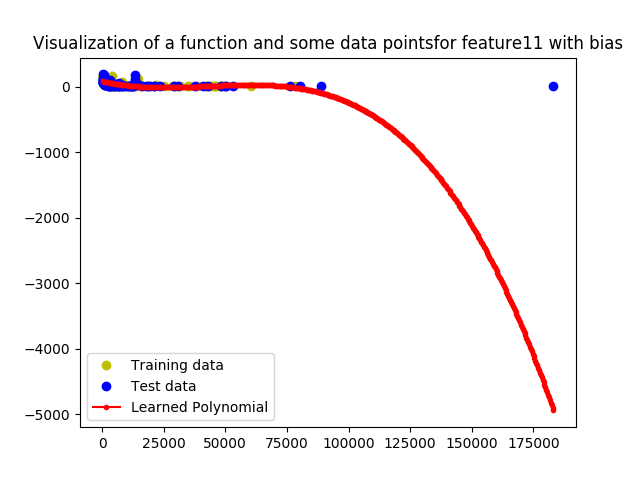 Visualization of a function and some data pointsfor feature11 with bias
0
−1000
−2000
−3000
−4000
−5000
Training data
Test data
Learned Polynomial
0 25000 50000 75000 100000 125000 150000 175000